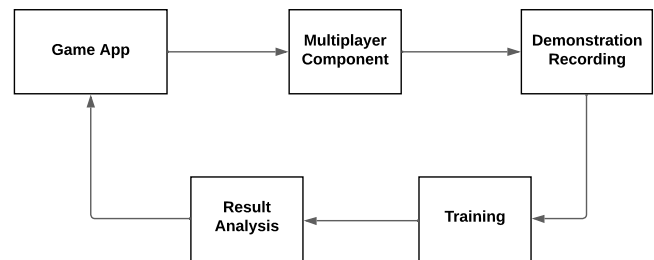 Game App
Multiplayer
Component
Demonstration
Recording
Result
Analysis
Training